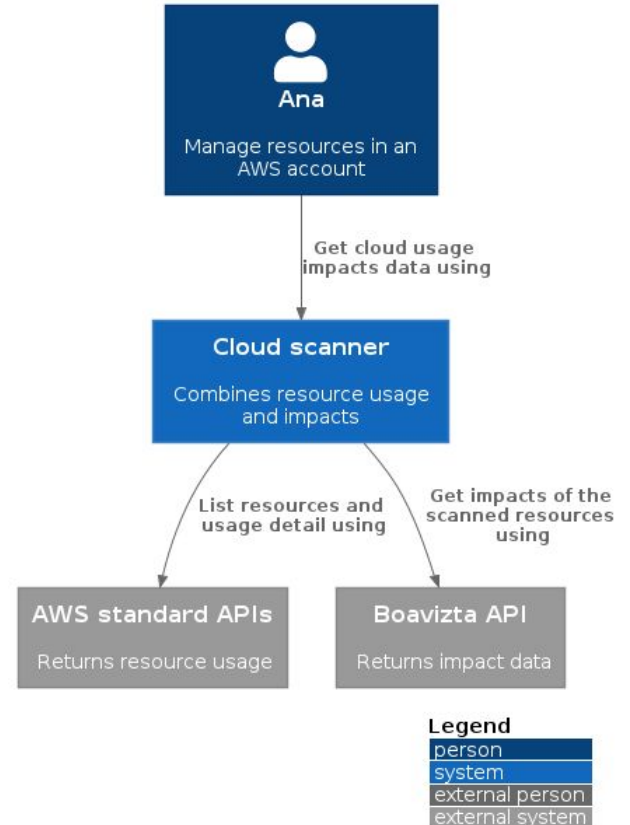 Ana
Manage resources in an
AWS account
Get cloud usage
impacts data using
Cloud scanner
Combines resource usage
and impacts
List resources and
usage detail using
Get impacts of the
scanned resources
using
AWS standard APIs
Returns resource usage
Boavizta API
Returns impact data
Legend
person
system
external person
external system